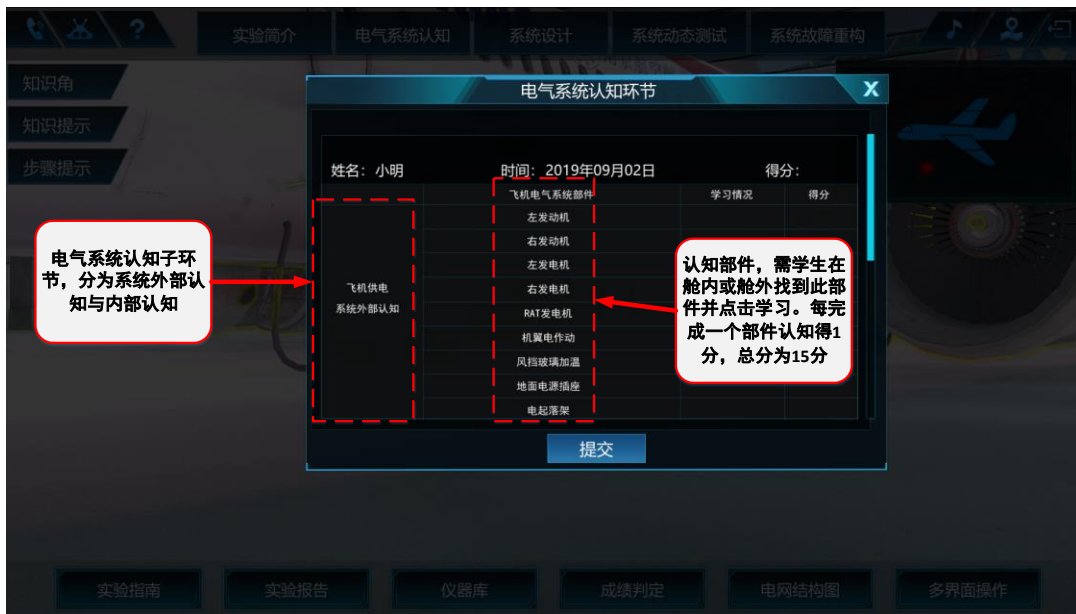 ?
实验简介
电气系统认知
系统设计
系统动态测试
系统故障重构
知识角
知识提示
步骤提示
电气系统认知环节
X
姓名：小明
时间：2019年09月02日
得分：
飞机电气系统部件
学习情况
得分
飞机供电
系统外部认知
左发动机
右发动机
左发电机
右发电机
RAT发电机
机翼电作动
风挡玻璃加温
地面电源插座
电起落架
电气系统认知子环
节，分为系统外部认
知与内部认知
认知部件，需学生在
舱内或舱外找到此部
件并点击学习。每完
成一个部件认知得1
分，总分为15分
提交
实验指南
实验报告
仪器库
成绩判定
电网结构图
多界面操作